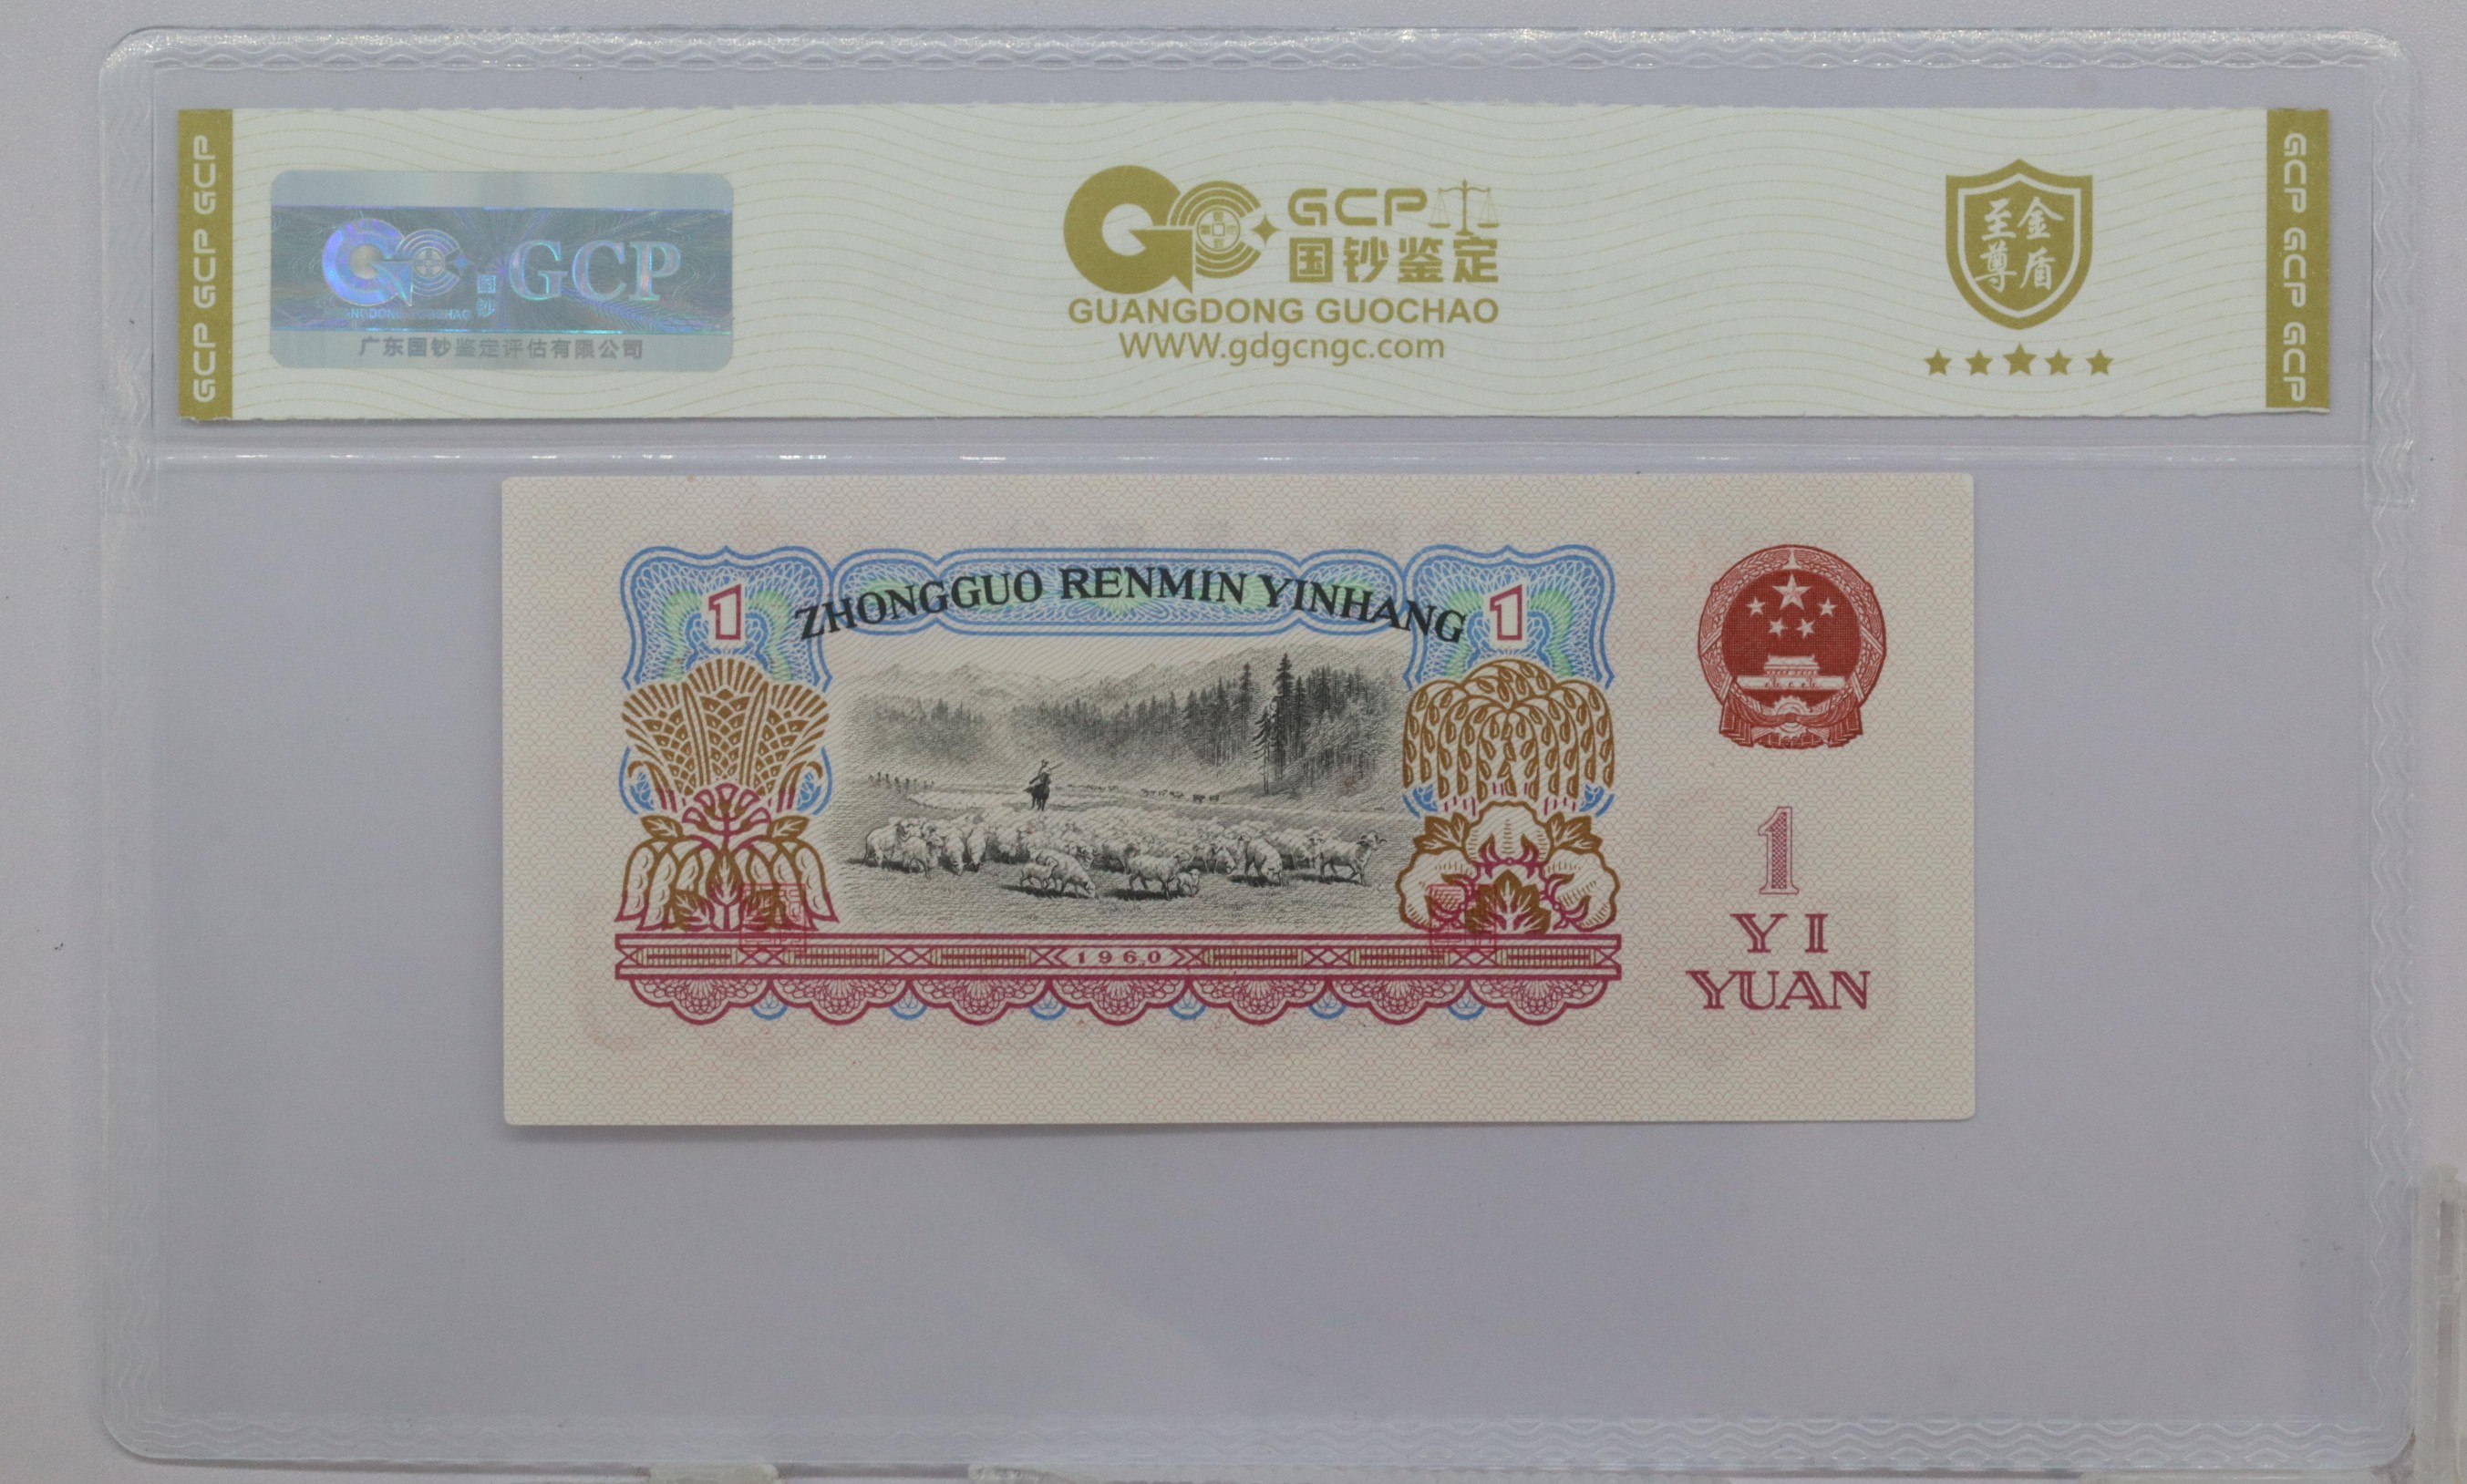 GCP GCP GCP
GCP
国钞
ANGDONG GUOCHAO
广东国钞鉴定评估有限公司
GCP
国钞鉴定
GUANGDONG GUOCHAO
WWW.gdgcngc.com
至尊
金盾
GCP GCP GCP
ZHONGGUO RENMIN YINHANG
1
1
1960
1
YI
YUAN